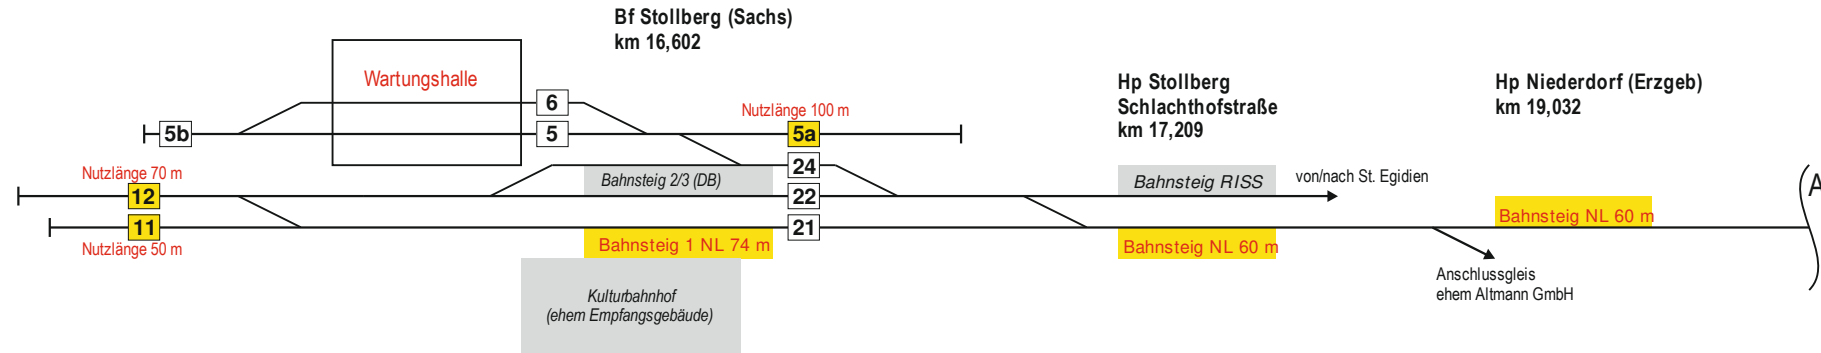 Bf Stollberg (Sachs)
km 16,602
Wartungshalle
Hp Stollberg
Schlachthofstraße
km 17,209
Hp Niederdorf (Erzgeb)
km 19,032
6
Nutzlänge 100 m
5b
5
5a
24
Nutzlänge 70 m
Bahnsteig 2/3 (DB)
Bahnsteig RISS
von/nach St. Egidien
12
22
11
21
Bahnsteig NL 60 m
Nutzlänge 50 m
Bahnsteig 1 NL 74 m
Bahnsteig NL 60 m
Anschlussgleis
ehem Altmann GmbH
Kulturbahnhof
(ehem Empfangsgebäude)
A